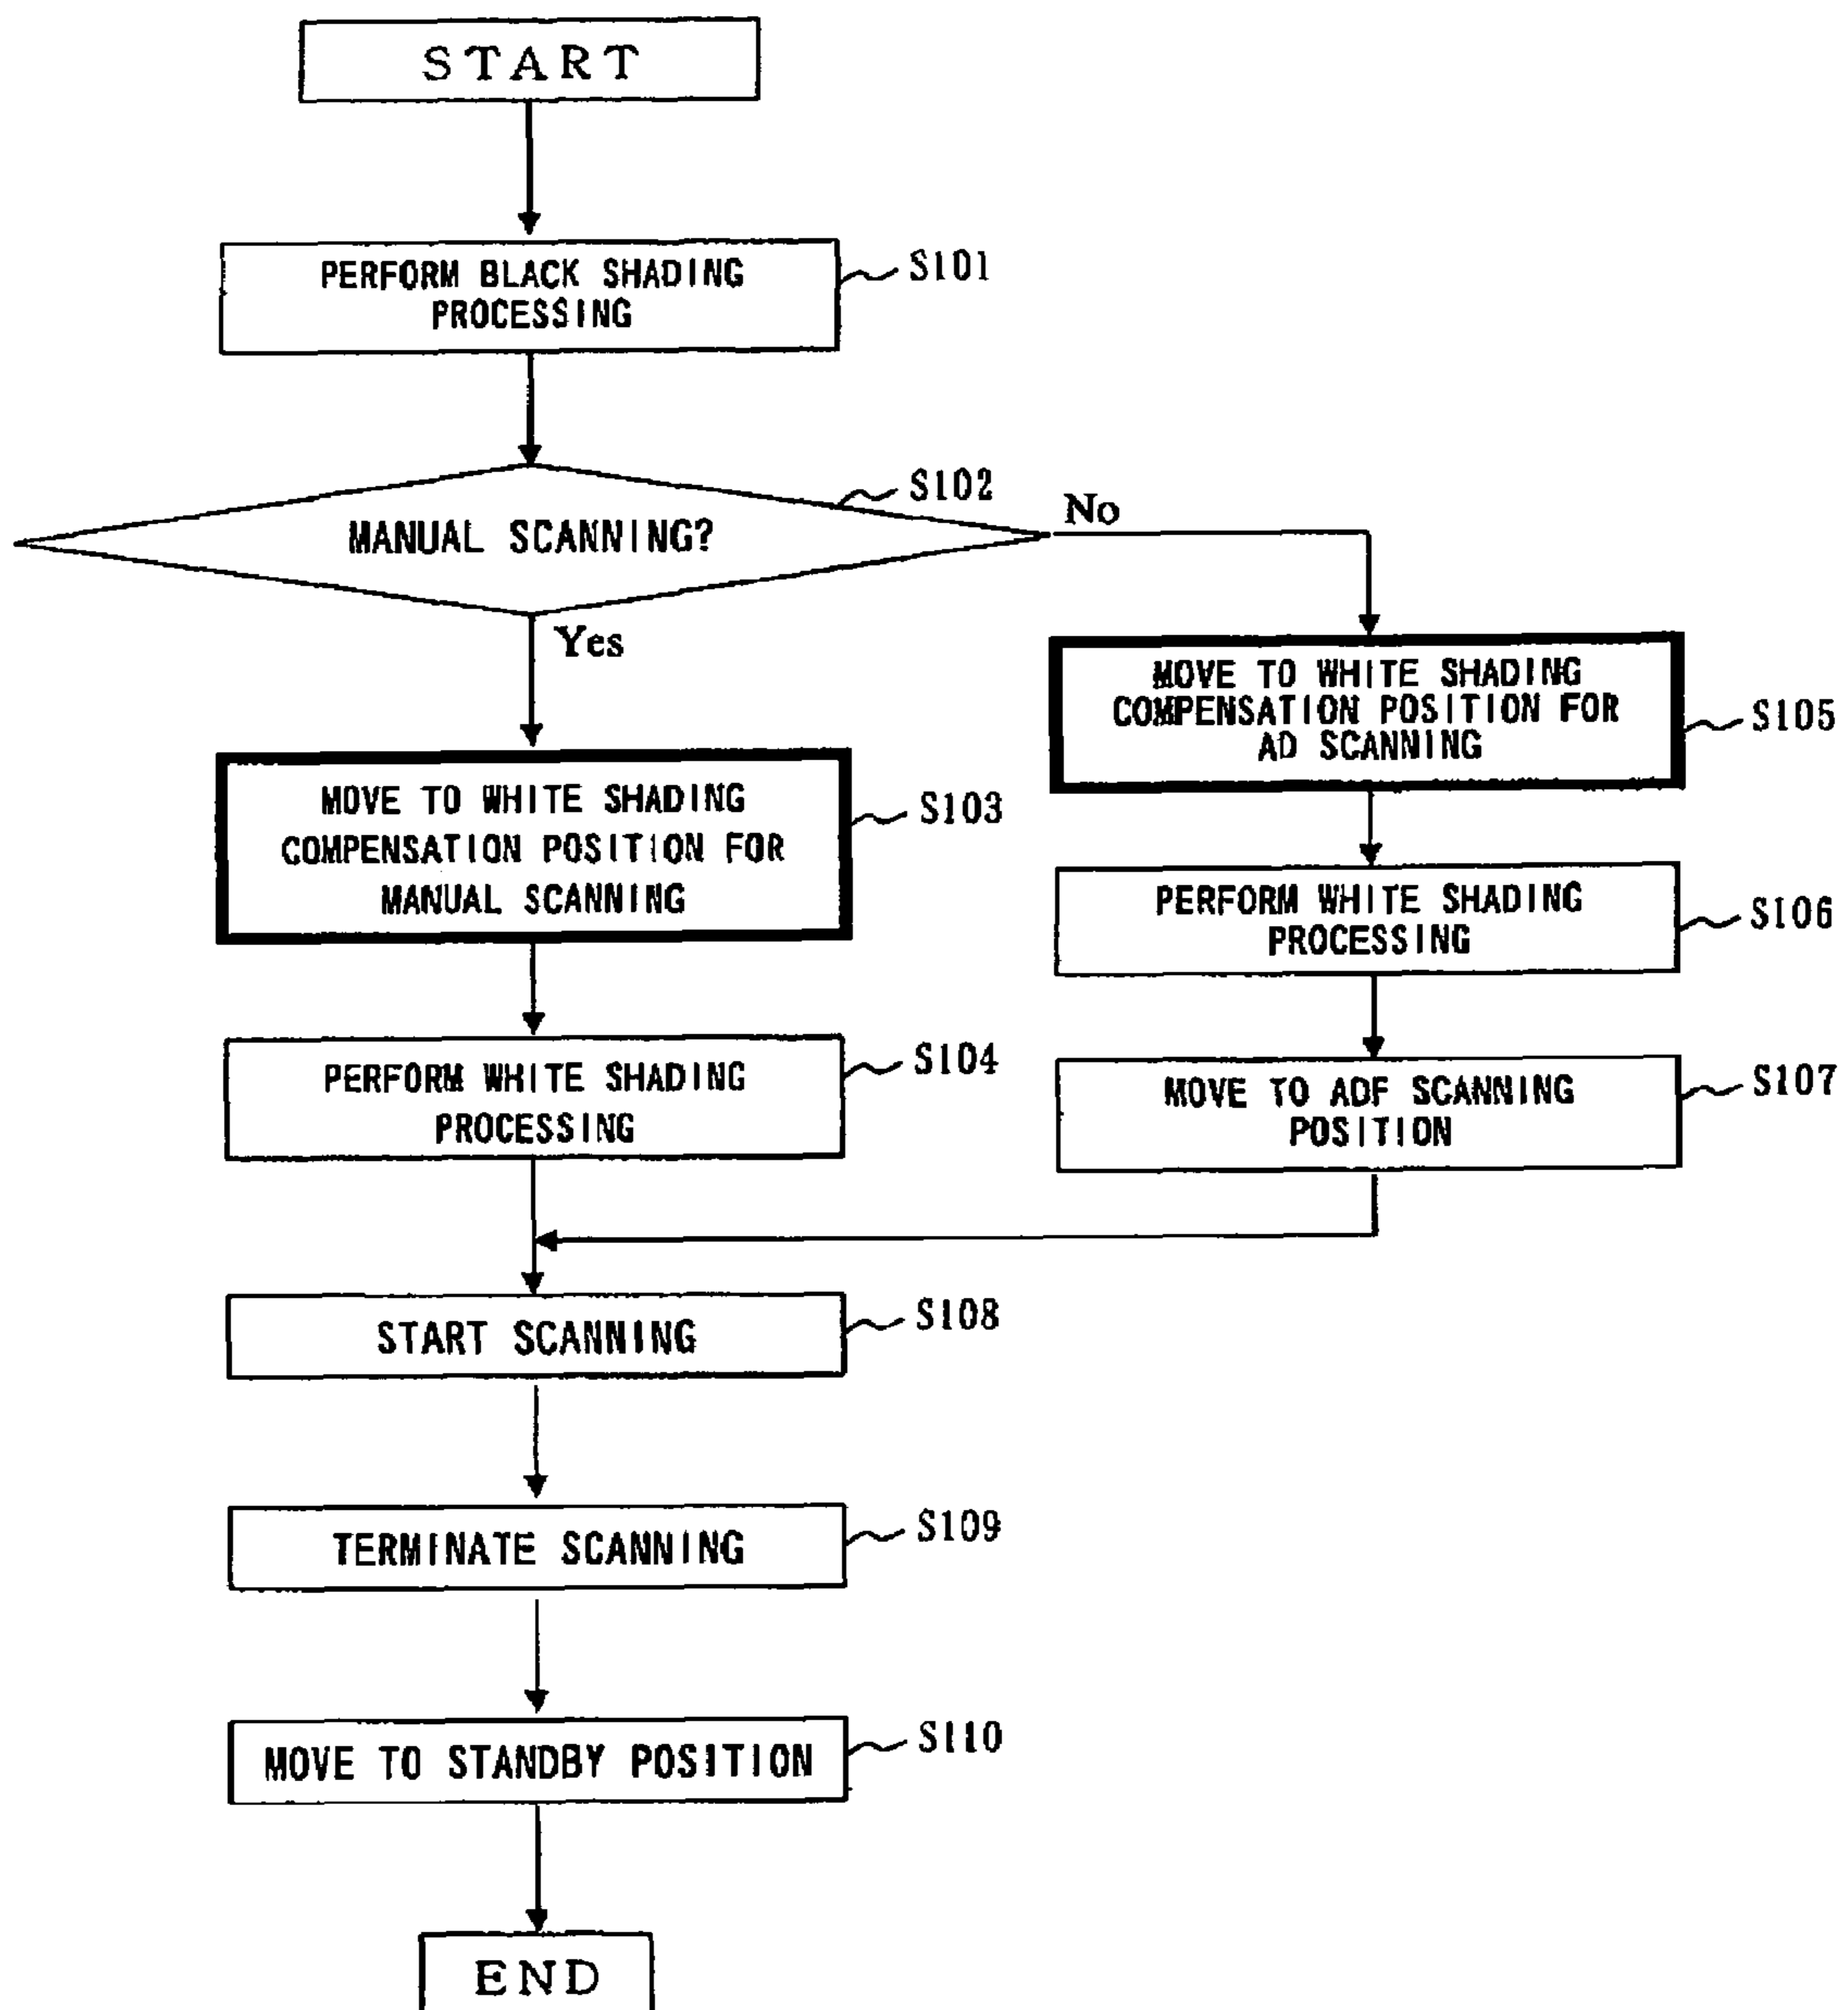 START
PERFORM BLACK SHADING
PROCESSING
S101
MANUAL SCANNING?
S102
No
Yes
MOVE TO WHITE SHADING
COMPENSATION POSITION FOR
AD SCANNING
S105
MOVE TO WHITE SHADING
COMPENSATION POSITION FOR
MANUAL SCANNING
S103
PERFORM WHITE SHADING
PROCESSING
S106
PERFORM WHITE SHADING
PROCESSING
S104
MOVE TO ADF SCANNING
POSITION
S107
START SCANNING
S108
TERMINATE SCANNING
S109
MOVE TO STANDBY POSITION
S110
END